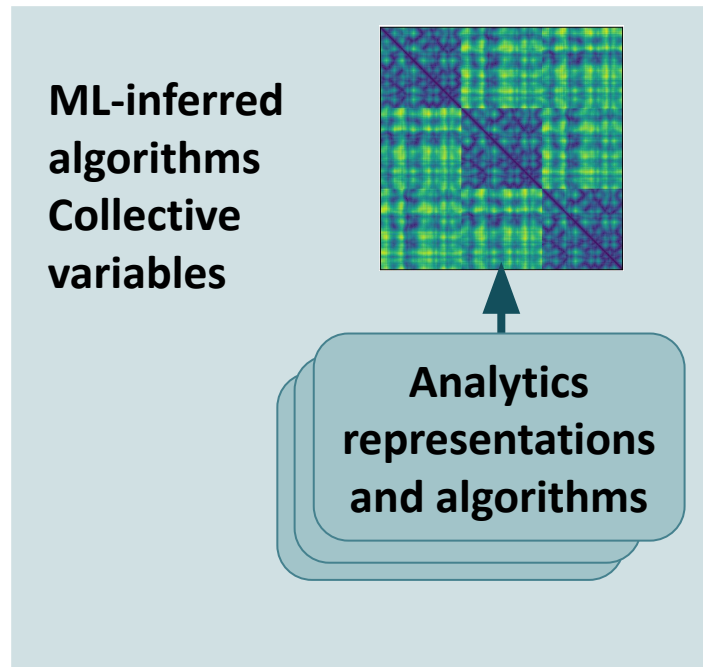 ML-inferred
algorithms
Collective
variables
Analytics
representations
and algorithms